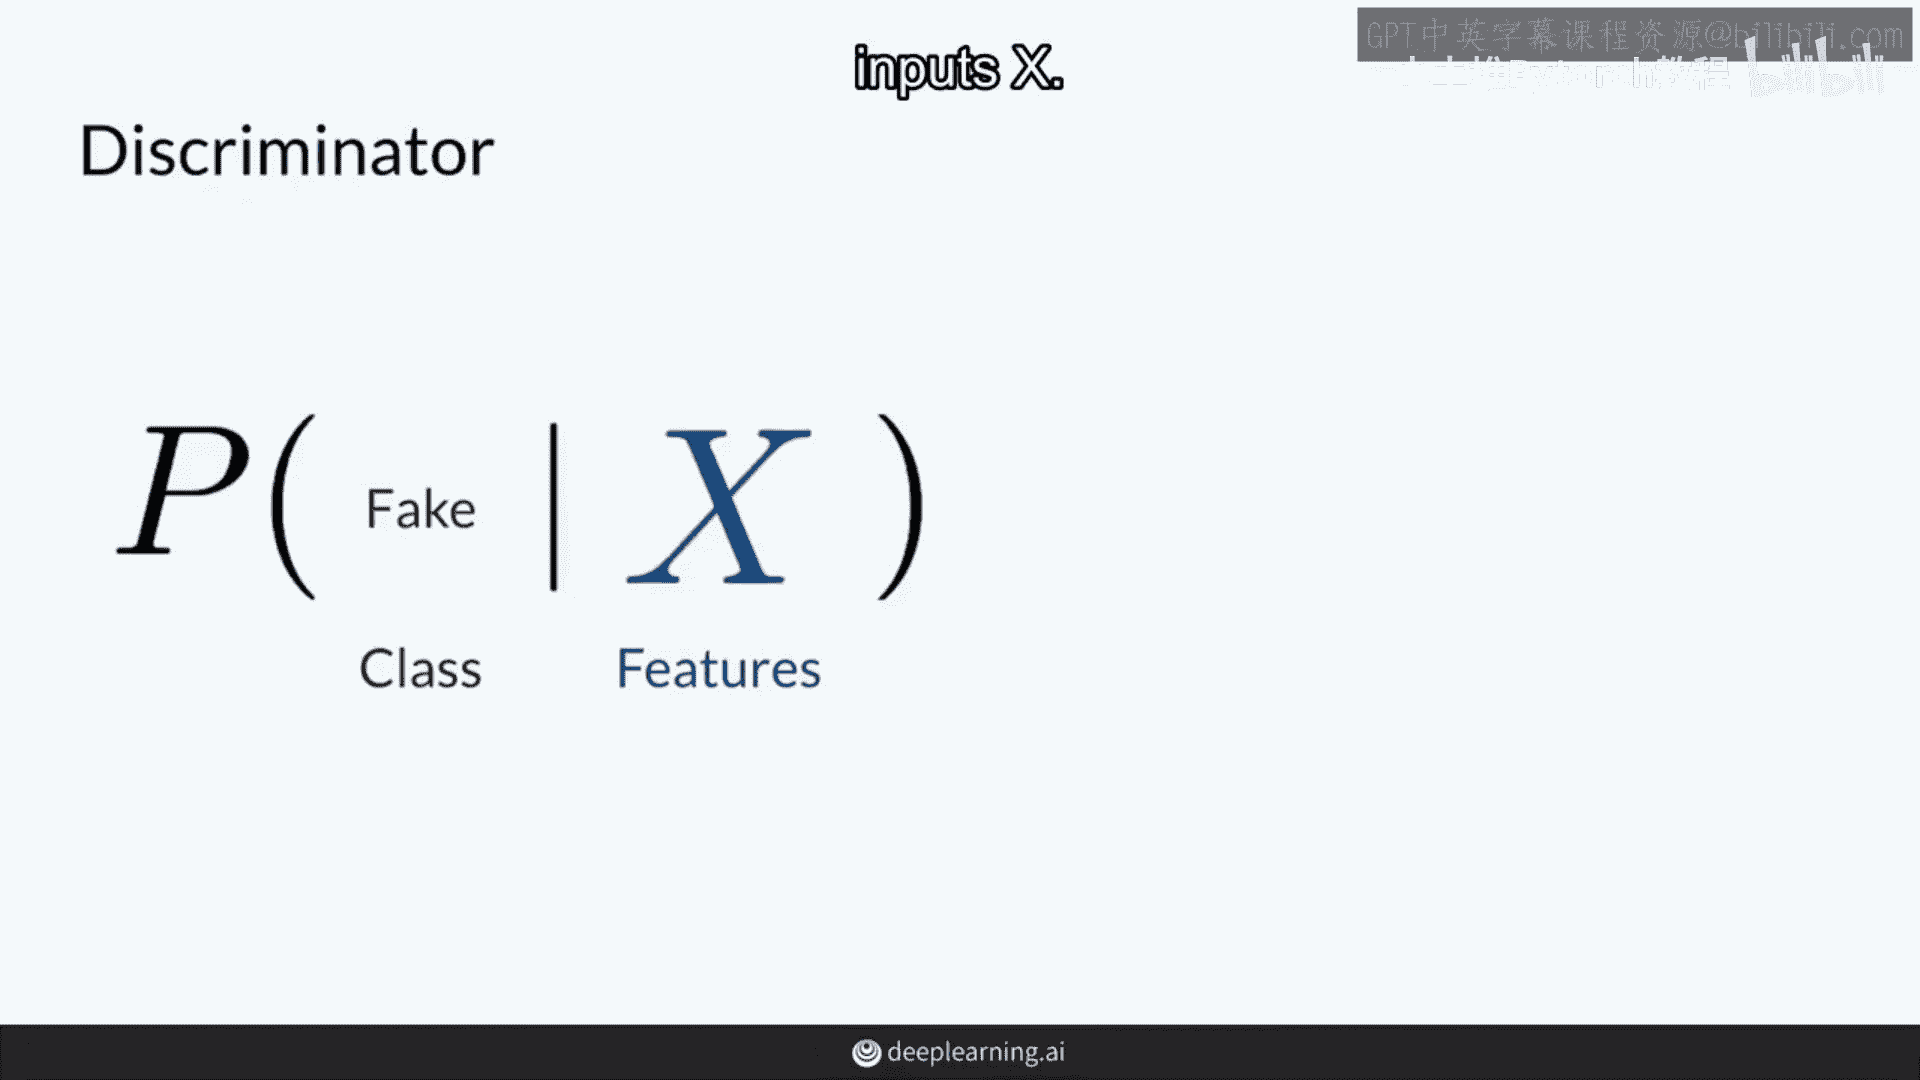 GPT中英字幕课程资源@bilibili.com
inputs X.
bilibili
Discriminator
P( Fake | X )
Class Features
deeplearning.ai